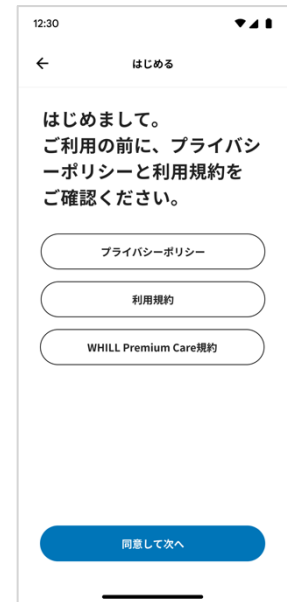 12:30
はじめる
はじめまして。
ご利用の前に、プライバシ
ーポリシーと利用規約を
ご確認ください。
プライバシーポリシー
利用規約
WHILL Premium Care規約
同意して次へ